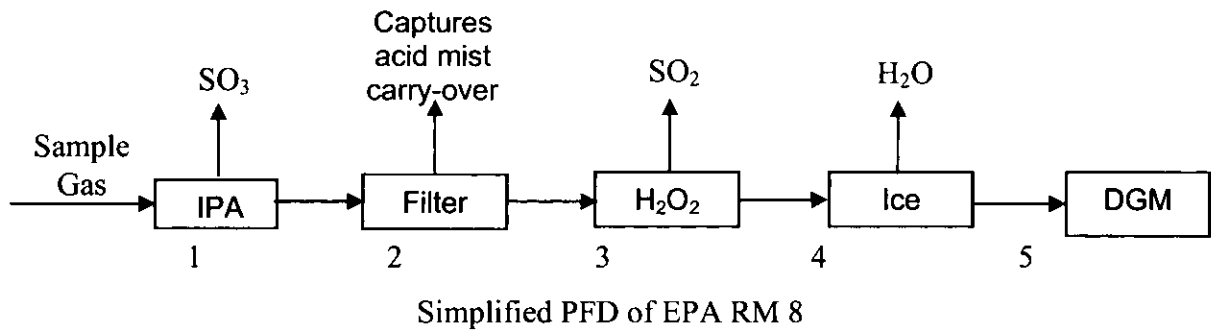 Captures
acid mist
carry-over
SO₃
SO₂
H₂O
Sample
Gas
IPA
Filter
H₂O₂
Ice
DGM
1
2
3
4
5
Simplified PFD of EPA RM 8